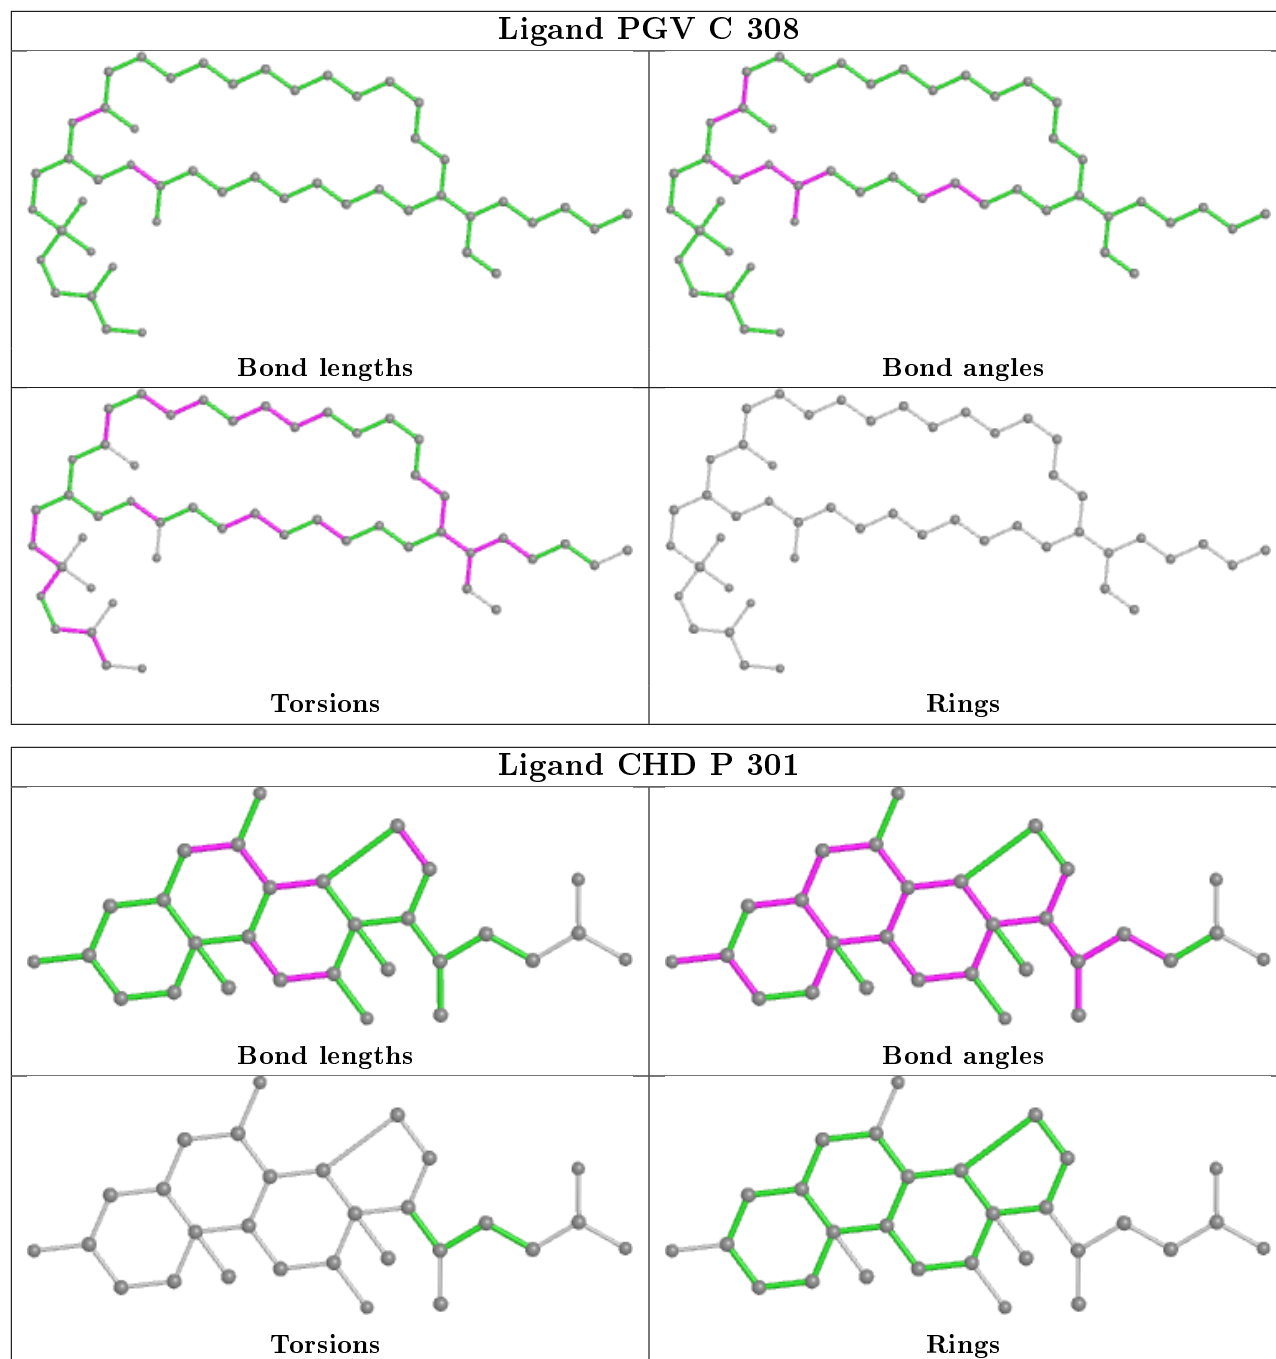 Ligand PGV C 308
Bond lengths
Bond angles
Torsions
Rings
Ligand CHD P 301
Bond lengths
Bond angles
Torsions
Rings